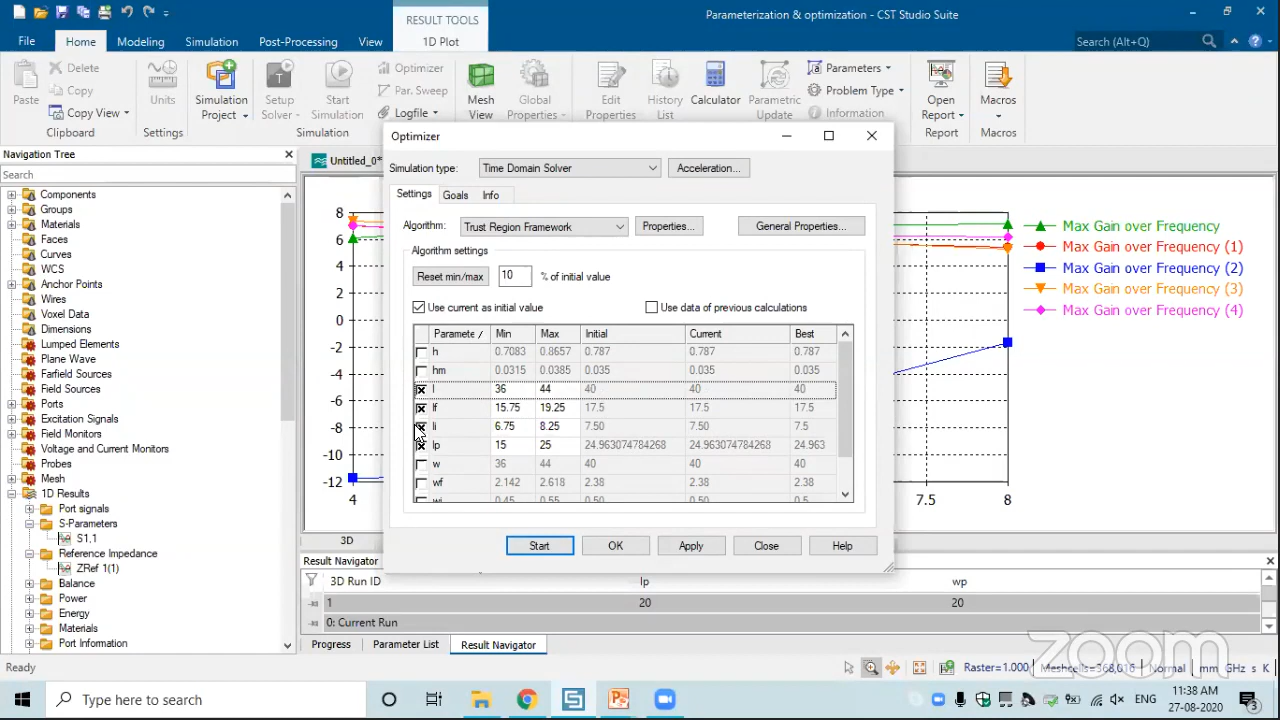 RESULT TOOLS
Parameterization & optimization - CST Studio Suite
File
Home
Modeling
Simulation
Post-Processing
View
1D Plot
Search (Alt+Q)
Paste
Delete
Copy
Copy View
Clipboard
Units
Settings
Simulation Project
Setup Solver
Start Simulation
Optimizer
Par. Sweep
Logfile
Simulation
Mesh View
Global Properties
Edit Properties
History List
Calculator
Parametric Update
Parameters
Problem Type
Information
Open Report
Report
Macros
Macros
Navigation Tree
Search
Components
Groups
Materials
Faces
Curves
WCS
Anchor Points
Wires
Voxel Data
Dimensions
Lumped Elements
Plane Wave
Farfield Sources
Field Sources
Ports
Excitation Signals
Field Monitors
Voltage and Current Monitors
Probes
Mesh
1D Results
Port signals
S-Parameters
S1,1
Reference Impedance
ZRef 1(1)
Balance
Power
Energy
Materials
Port Information
Untitled_0*
8
6
4
2
0
-2
-4
-6
-8
-10
-12
4
7.5
8
Max Gain over Frequency
Max Gain over Frequency (1)
Max Gain over Frequency (2)
Max Gain over Frequency (3)
Max Gain over Frequency (4)
Optimizer
Simulation type:
Time Domain Solver
Acceleration...
Settings
Goals
Info
Algorithm:
Trust Region Framework
Properties...
General Properties...
Algorithm settings
Reset min/max
10
% of initial value
Use current as initial value
Use data of previous calculations
Paramete Min Max Initial Current Best
h 0.7083 0.8657 0.787 0.787 0.787
hm 0.0315 0.0385 0.035 0.035 0.035
l 36 44 40 40 40
lf 15.75 19.25 17.5 17.5 17.5
li 6.75 8.25 7.50 7.50 7.5
lp 15 25 24.963074784268 24.963074784268 24.963
w 36 44 40 40 40
wf 2.142 2.618 2.38 2.38 2.38
wi 0.45 0.55 0.50 0.50 0.5
Start
OK
Apply
Close
Help
3D
Result Navigator
3D Run ID lp wp
1 20 20
0: Current Run
Progress
Parameter List
Result Navigator
zoom
Ready
Raster=1.000
Meshcells=368,016
Normal
mm GHz s K
Type here to search
ENG
11:38 AM
27-08-2020
3